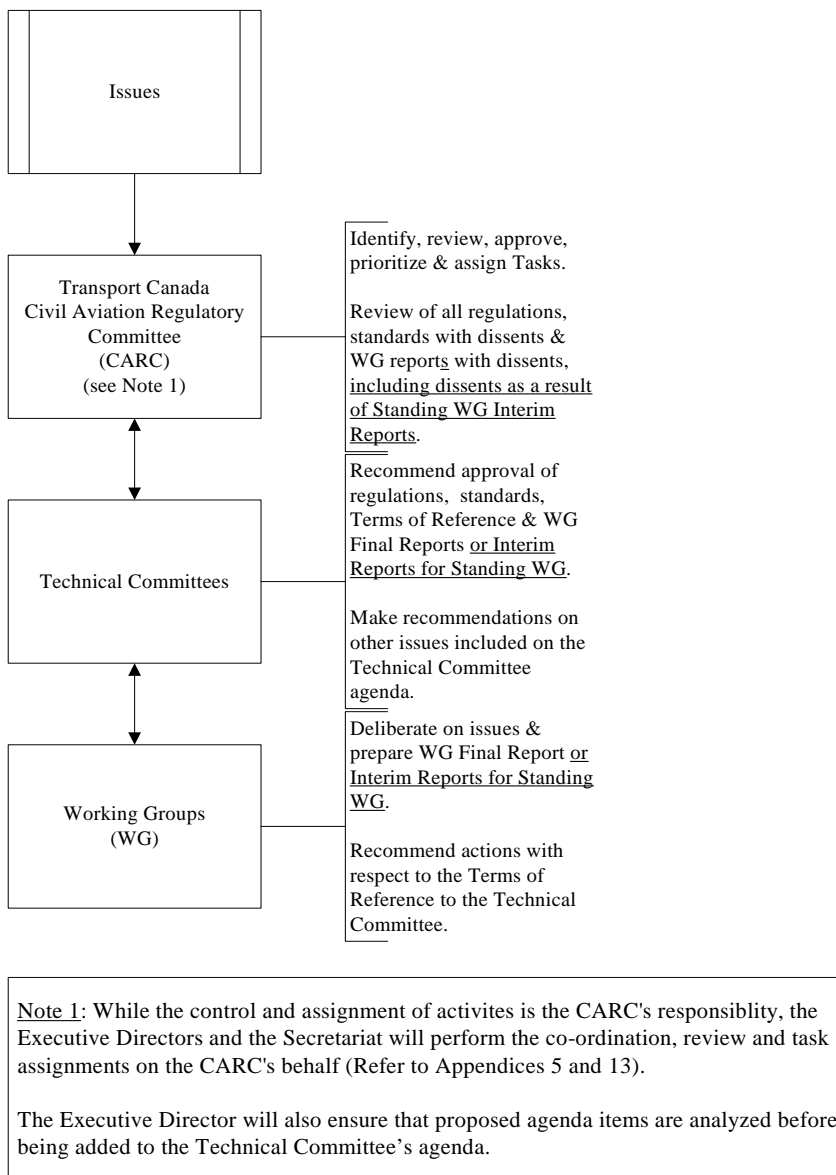 Issues
Transport Canada
Civil Aviation Regulatory
Committee
(CARC)
(see Note 1)
Identify, review, approve,
prioritize & assign Tasks.
Review of all regulations,
standards with dissents &
WG reports with dissents,
including dissents as a result
of Standing WG Interim
Reports.
Technical Committees
Recommend approval of
regulations, standards,
Terms of Reference & WG
Final Reports or Interim
Reports for Standing WG.
Make recommendations on
other issues included on the
Technical Committee
agenda.
Working Groups
(WG)
Deliberate on issues &
prepare WG Final Report or
Interim Reports for Standing
WG.
Recommend actions with
respect to the Terms of
Reference to the Technical
Committee.
Note 1: While the control and assignment of activites is the CARC's responsiblity, the
Executive Directors and the Secretariat will perform the co-ordination, review and task
assignments on the CARC's behalf (Refer to Appendices 5 and 13).
The Executive Director will also ensure that proposed agenda items are analyzed before
being added to the Technical Committee’s agenda.